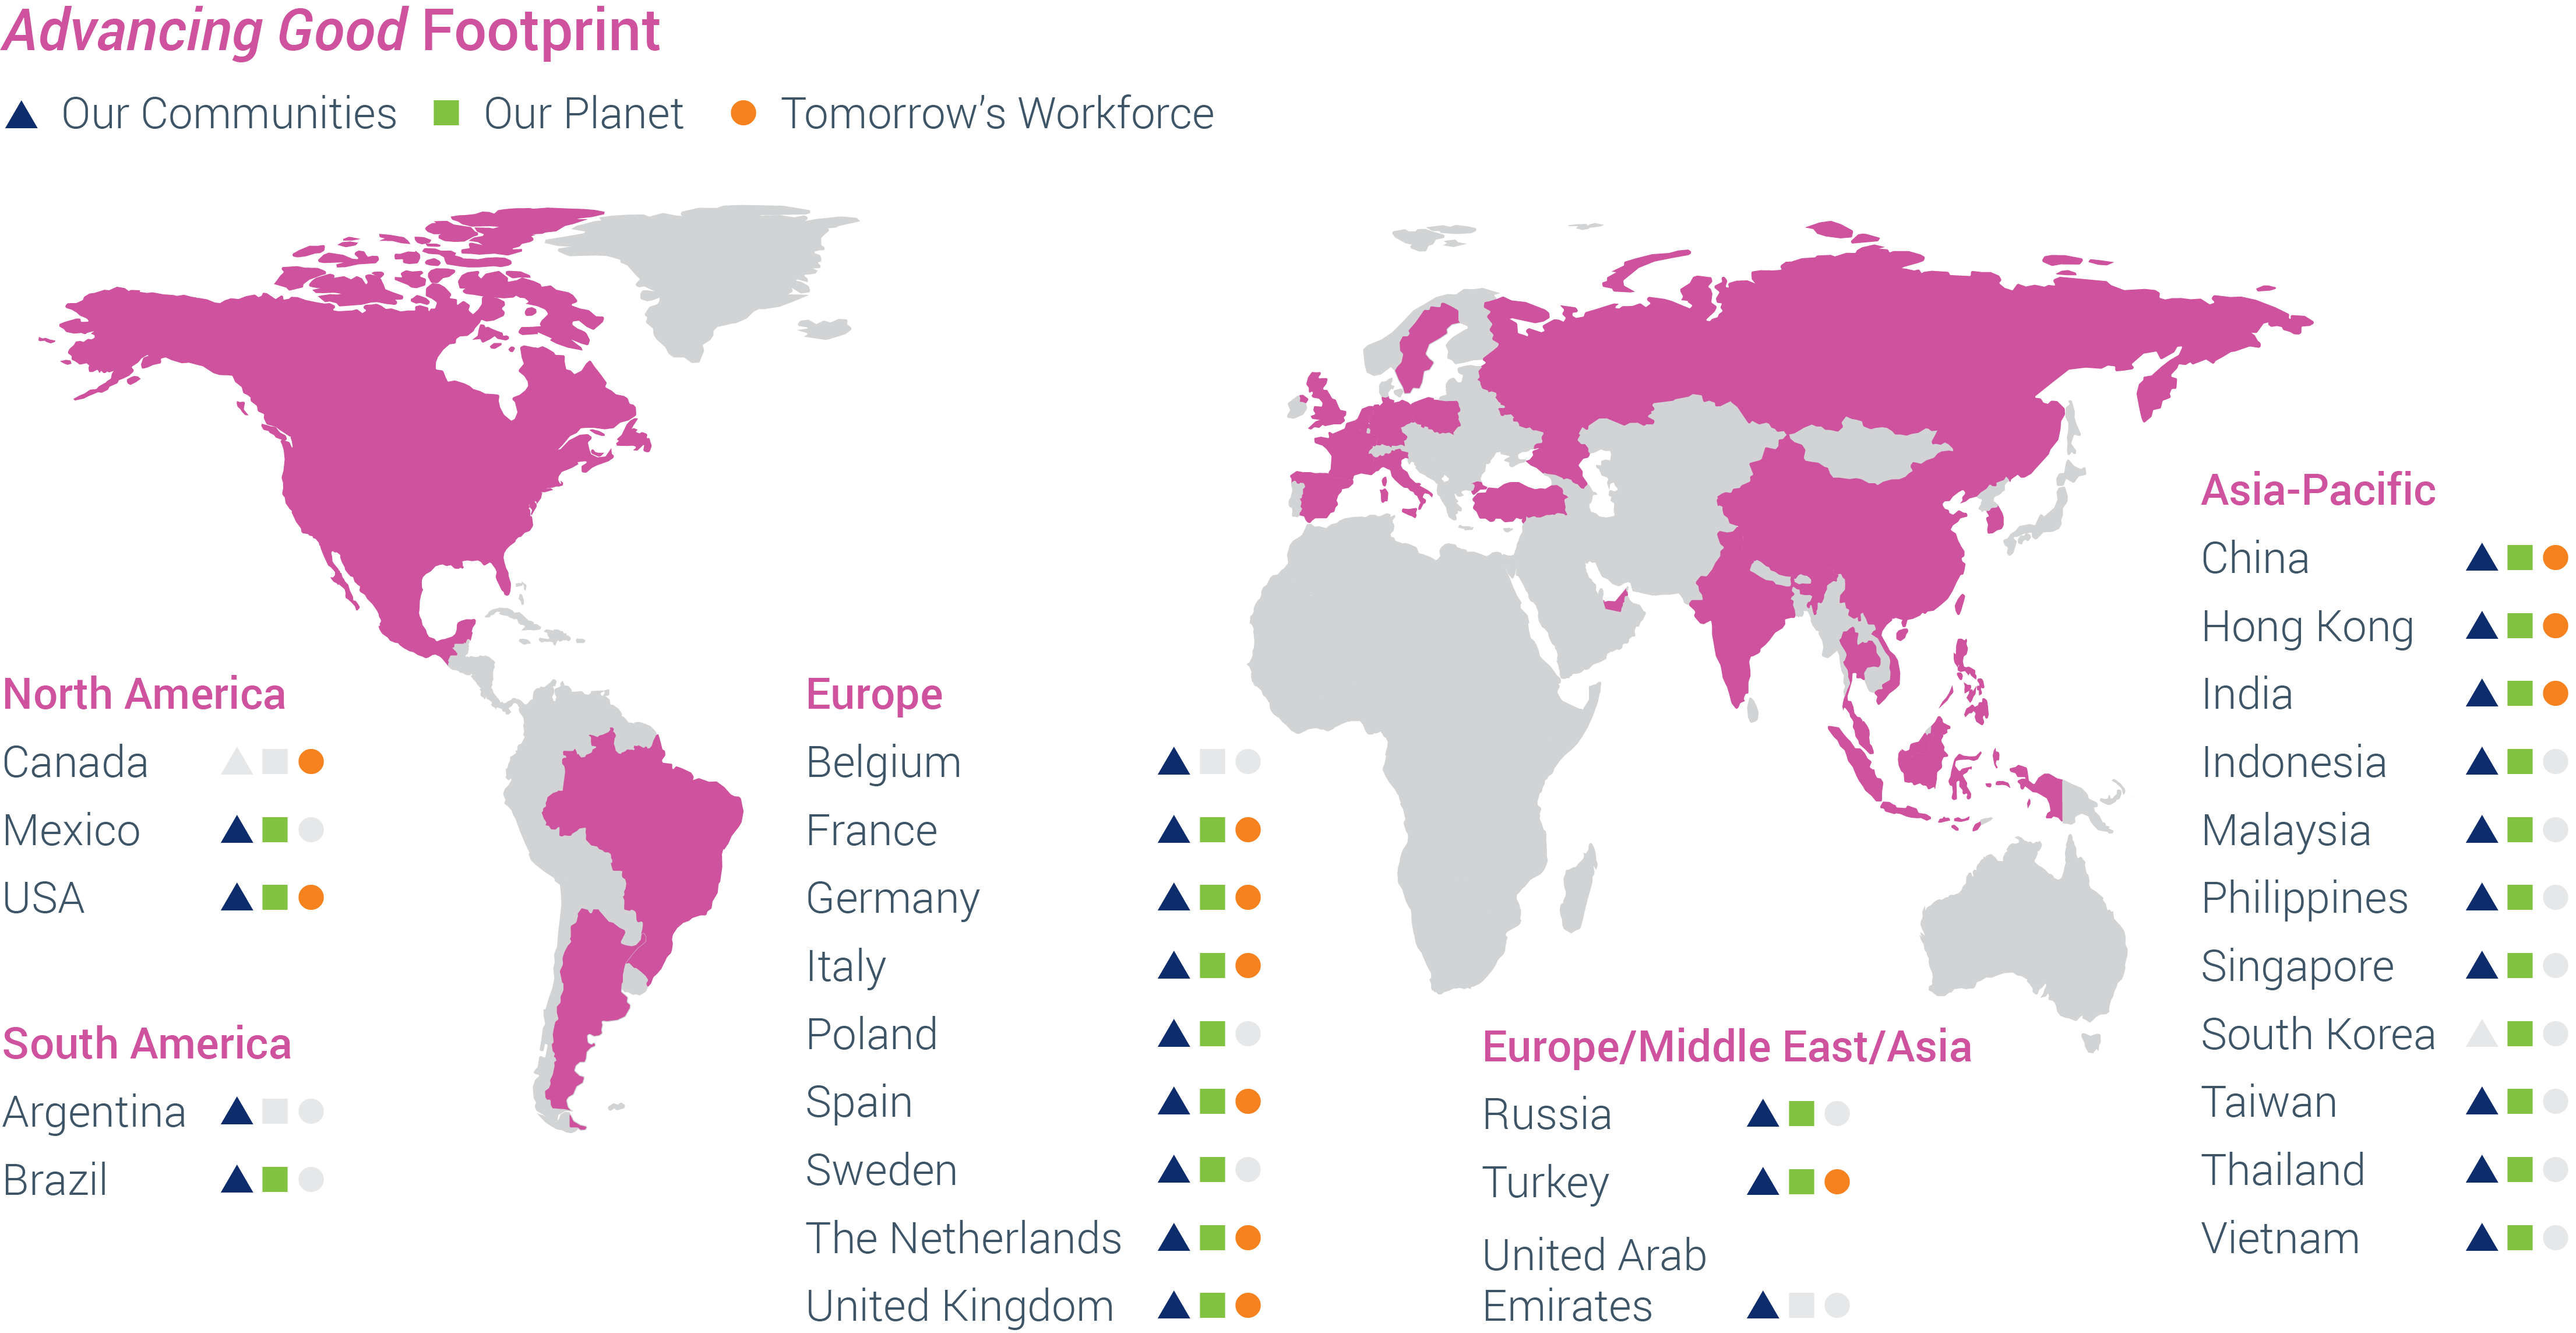 Advancing Good Footprint
Our Communities Our Planet Tomorrow's Workforce
North America
Canada
Mexico
USA
South America
Argentina
Brazil
Europe
Belgium
France
Germany
Italy
Poland
Spain
Sweden
The Netherlands
United Kingdom
Europe/Middle East/Asia
Russia
Turkey
United Arab
Emirates
Asia-Pacific
China
Hong Kong
India
Indonesia
Malaysia
Philippines
Singapore
South Korea
Taiwan
Thailand
Vietnam